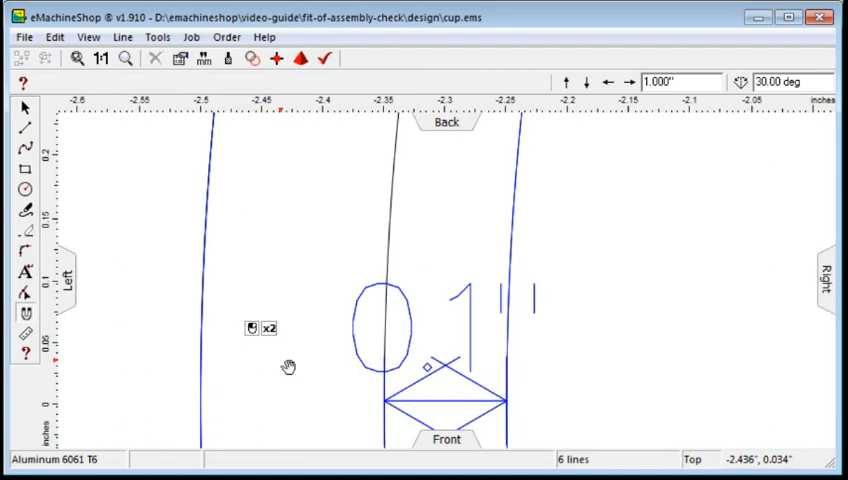 eMachineShop ® v1.910 - D:\emachineshop\video-guide\fit-of-assembly-check\design\cup.ems
File Edit View Line Tools Job Order Help
1:1 mm
? 1.000" 30.00 deg
-2.6 -2.55 -2.5 -2.45 -2.4 -2.35 -2.3 -2.25 -2.2 -2.15 -2.1 -2.05 inches
Back
0.2
0.15
Left
Right
0.1
0.1"
x2
A
0.05
?
0
Front
inches
Aluminum 6061 T6 6 lines Top -2.436", 0.034"